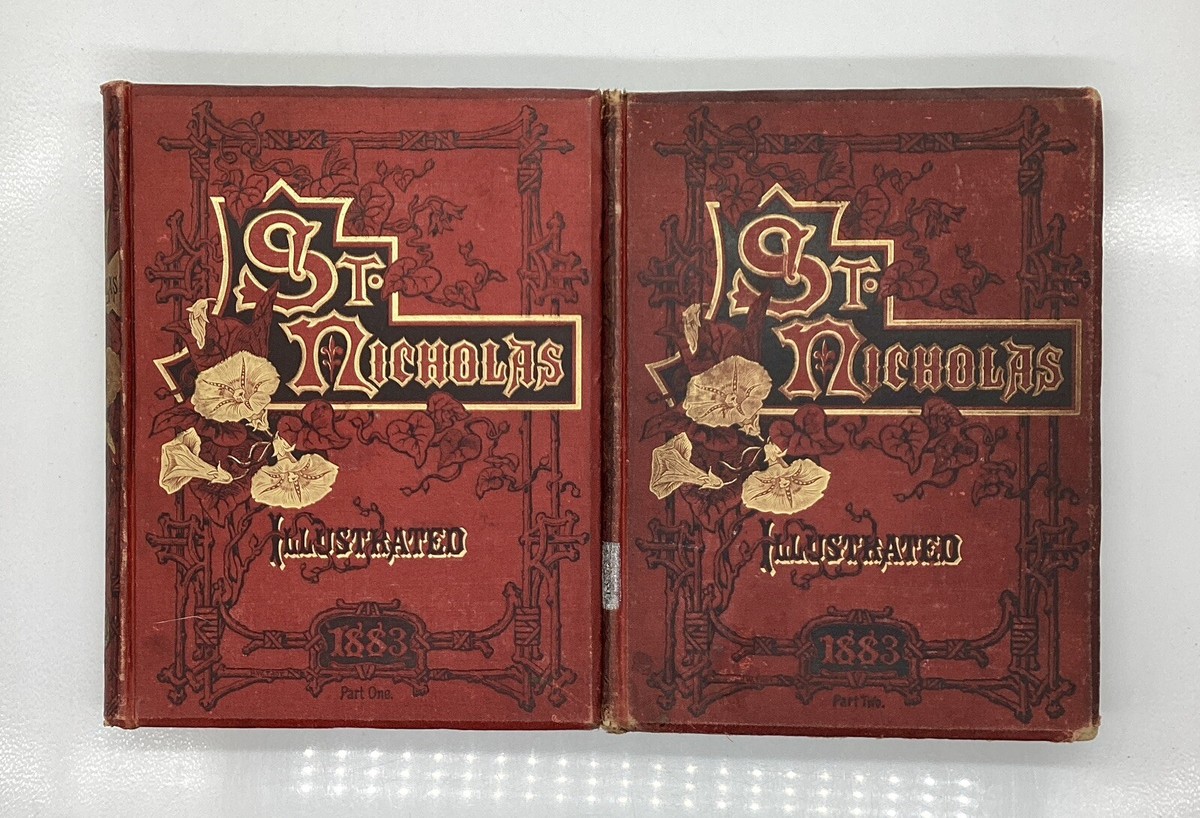 St.
Nicholas
Illustrated
1883
Part One.
St.
Nicholas
Illustrated
1883
Part Two.